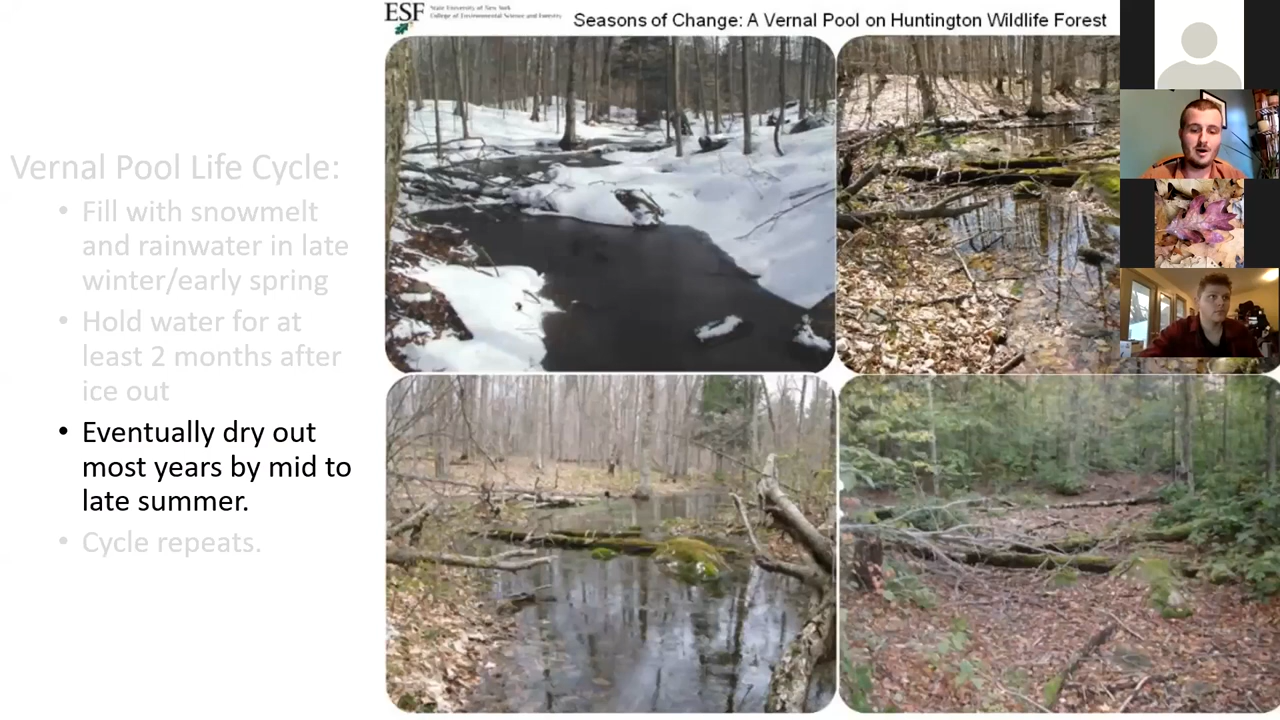 ESF
State University of New York
College of Environmental Science and Forestry
Seasons of Change: A Vernal Pool on Huntington Wildlife Forest
Vernal Pool Life Cycle:
• Fill with snowmelt
and rainwater in late
winter/early spring
• Hold water for at
least 2 months after
ice out
• Eventually dry out
most years by mid to
late summer.
• Cycle repeats.